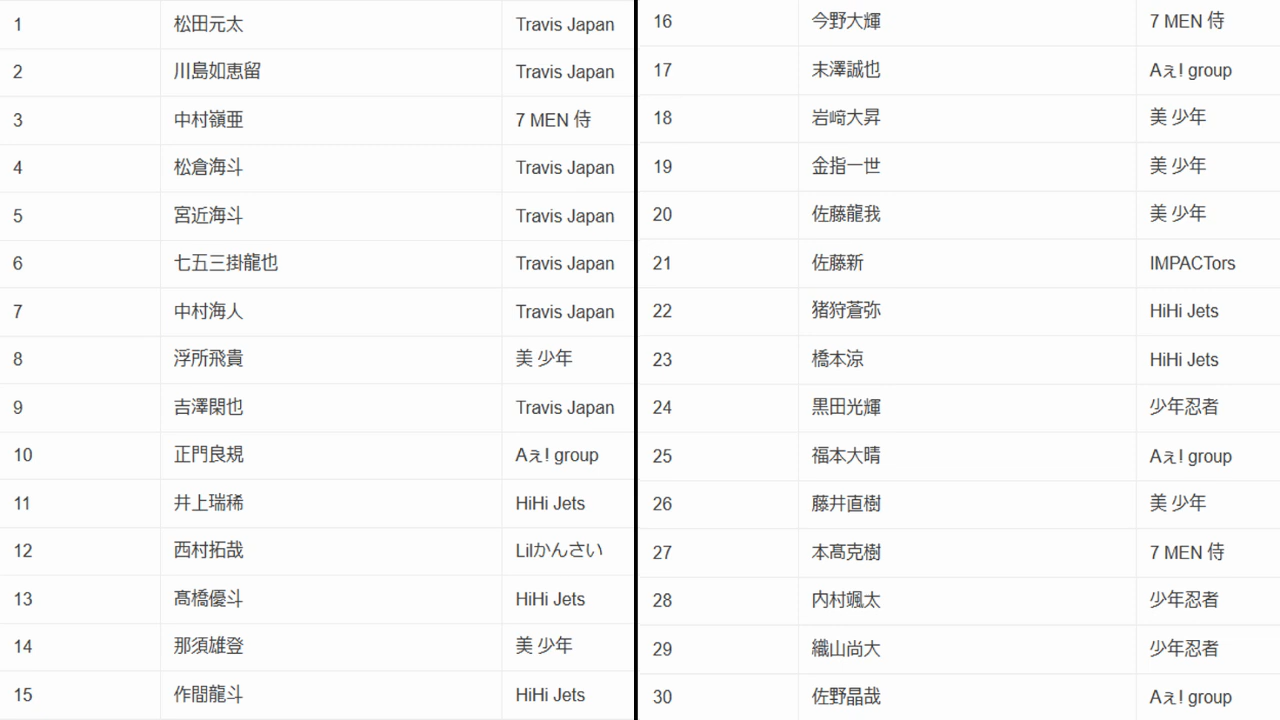 1 松田元太 Travis Japan
2 川島如恵留 Travis Japan
3 中村嶺亜 7 MEN 侍
4 松倉海斗 Travis Japan
5 宮近海斗 Travis Japan
6 七五三掛龍也 Travis Japan
7 中村海人 Travis Japan
8 浮所飛貴 美 少年
9 吉澤閑也 Travis Japan
10 正門良規 Aぇ! group
11 井上瑞稀 HiHi Jets
12 西村拓哉 Lilかんさい
13 髙橋優斗 HiHi Jets
14 那須雄登 美 少年
15 作間龍斗 HiHi Jets
16 今野大輝 7 MEN 侍
17 末澤誠也 Aぇ! group
18 岩﨑大昇 美 少年
19 金指一世 美 少年
20 佐藤龍我 美 少年
21 佐藤新 IMPACTors
22 猪狩蒼弥 HiHi Jets
23 橋本涼 HiHi Jets
24 黒田光輝 少年忍者
25 福本大晴 Aぇ! group
26 藤井直樹 美 少年
27 本髙克樹 7 MEN 侍
28 内村颯太 少年忍者
29 織山尚大 少年忍者
30 佐野晶哉 Aぇ! group